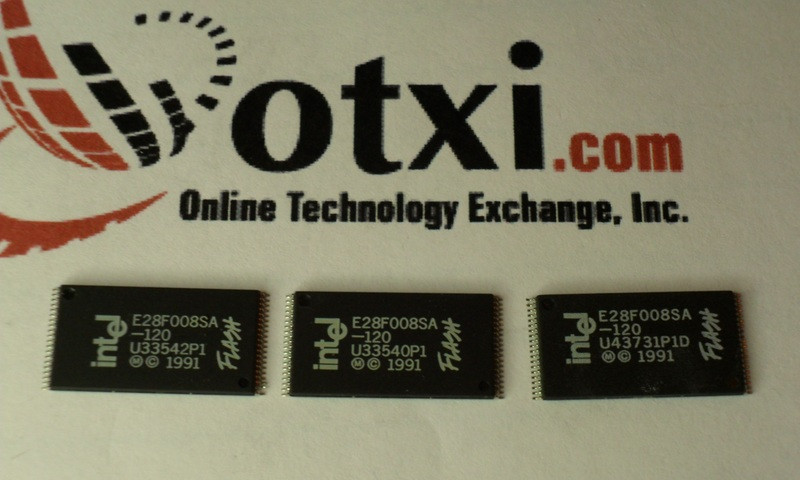 otxi.com
Online Technology Exchange, Inc.
intel
E28F008SA
-120
U33542P1
Ⓜ © 1991
FLASH
intel
E28F008SA
-120
U33540P1
Ⓜ © 1991
FLASH
intel
E28F008SA
-120
U43731P1D
Ⓜ © 1991
FLASH